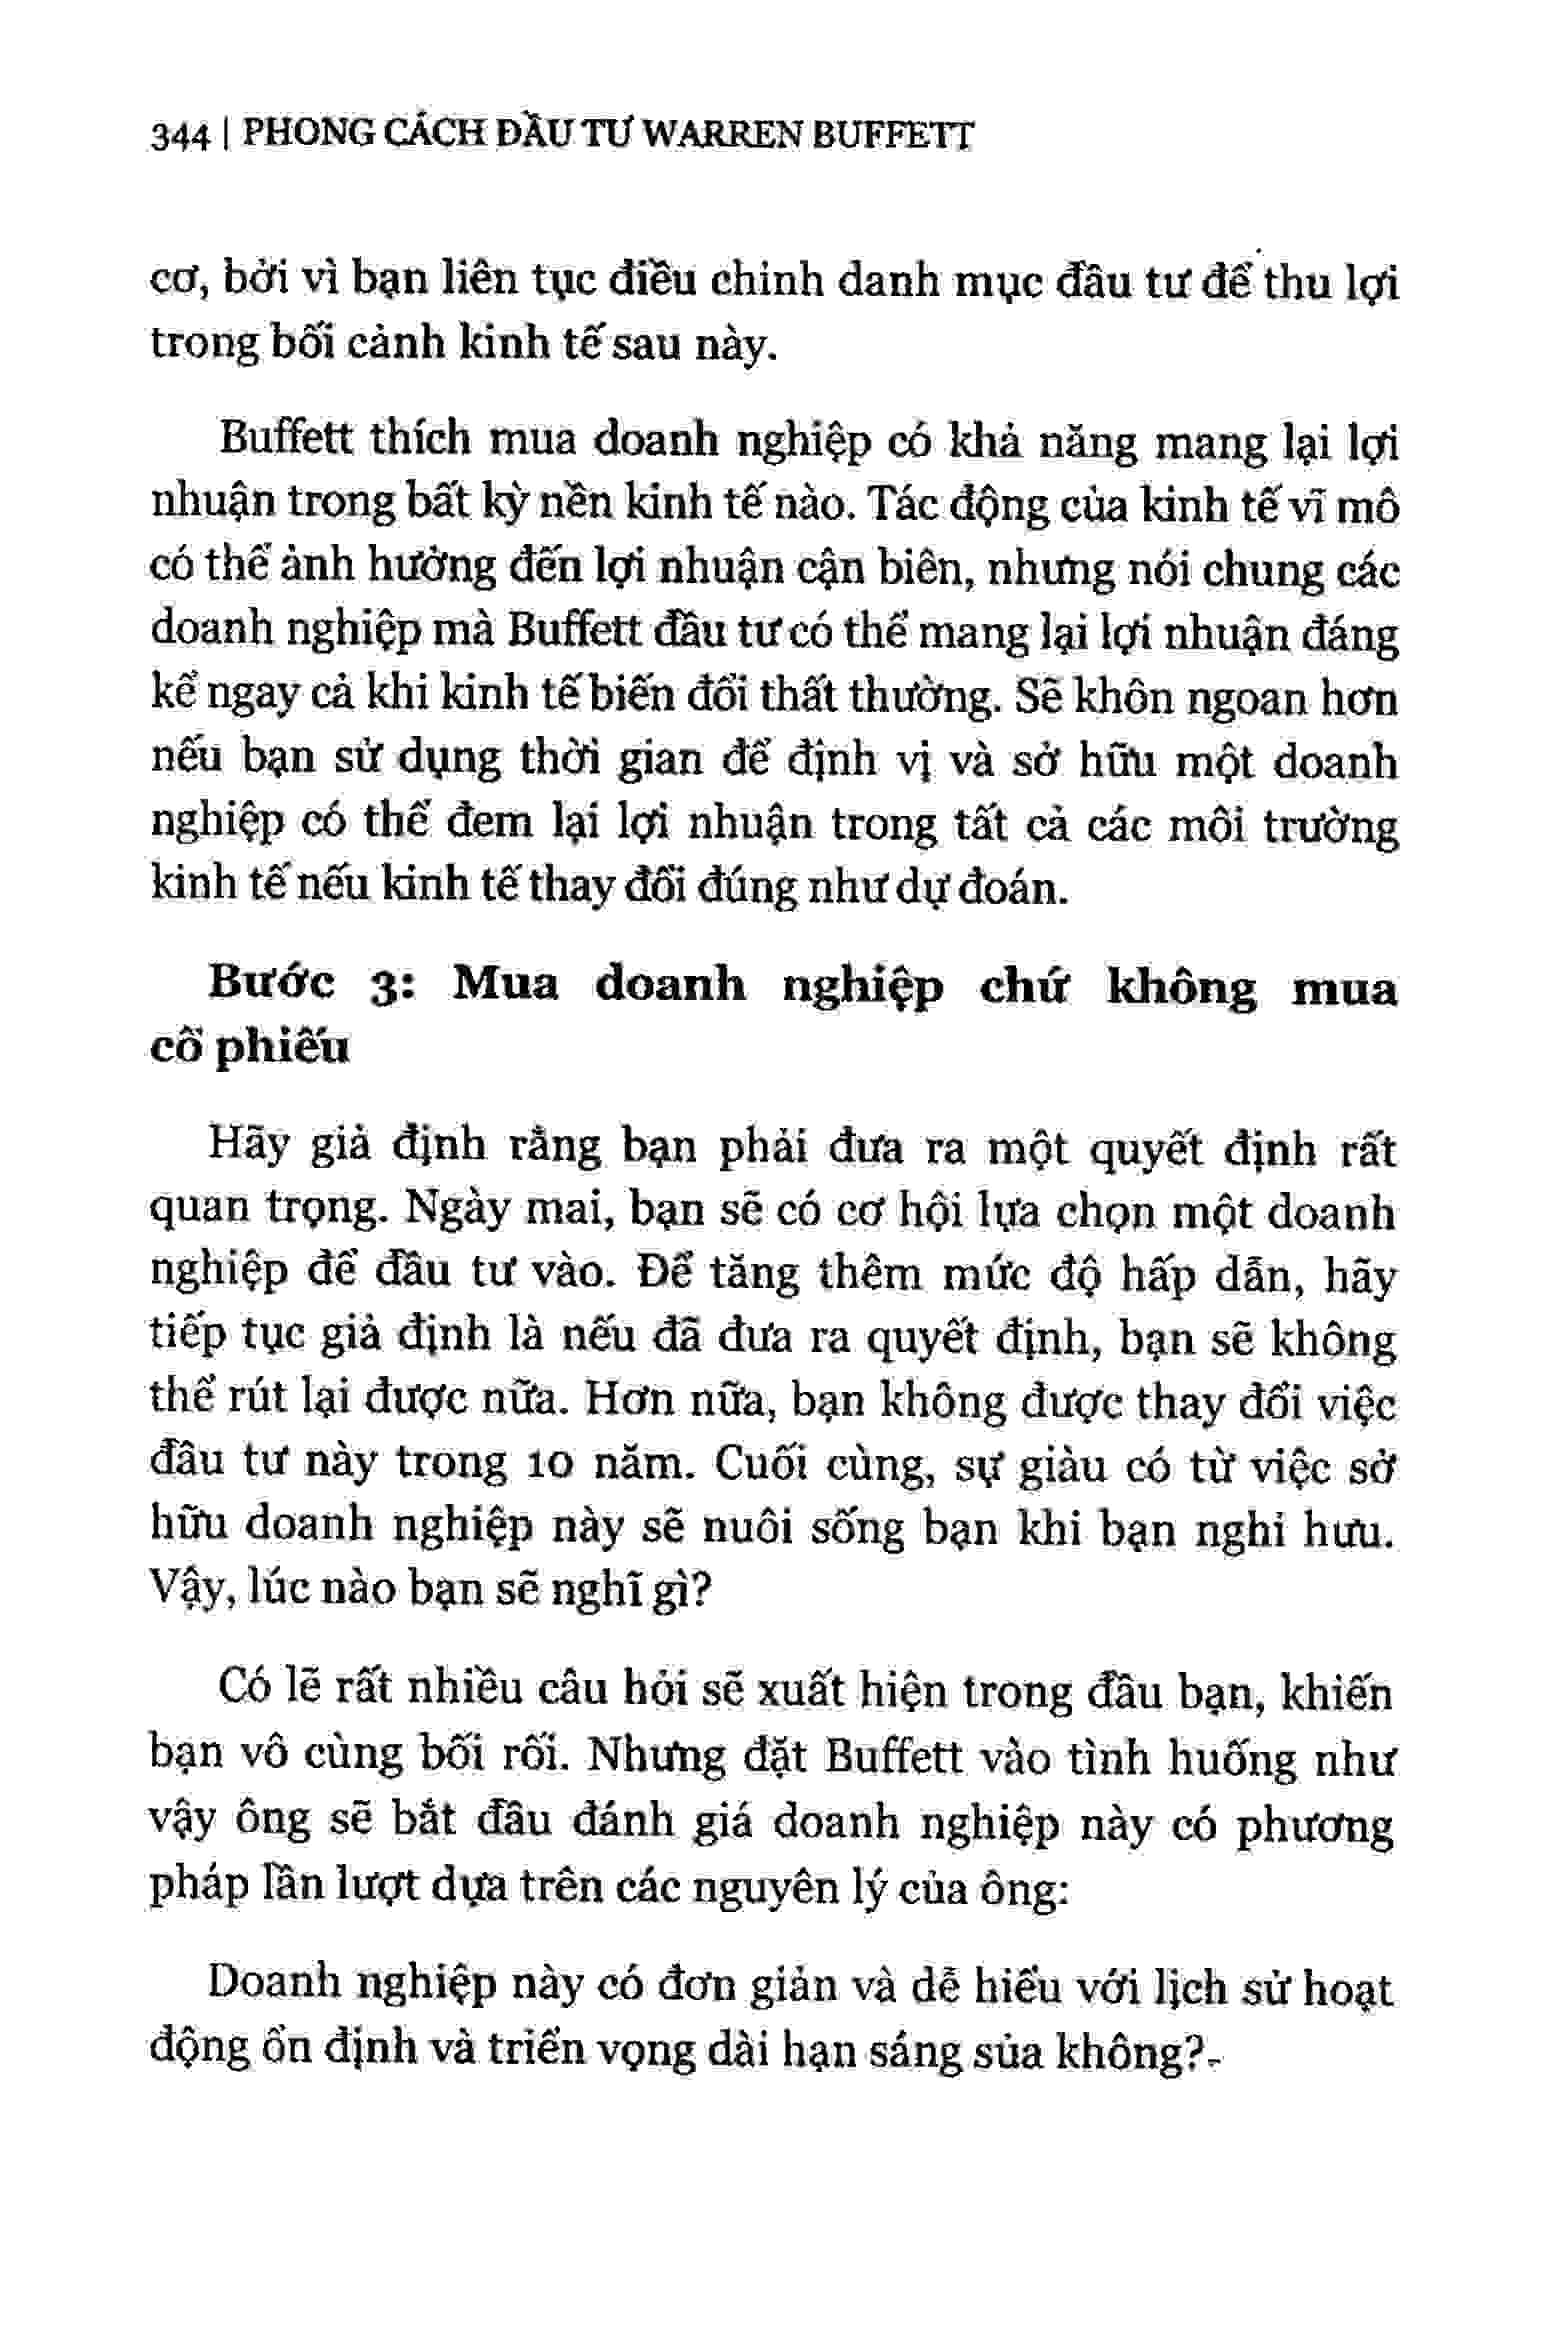 344 | PHONG CÁCH ĐẦU TƯ WARREN BUFFETT
cơ, bởi vì bạn liên tục điều chỉnh danh mục đầu tư để thu lợi
trong bối cảnh kinh tế sau này.
Buffett thích mua doanh nghiệp có khả năng mang lại lợi
nhuận trong bất kỳ nền kinh tế nào. Tác động của kinh tế vĩ mô
có thể ảnh hưởng đến lợi nhuận cận biên, nhưng nói chung các
doanh nghiệp mà Buffett đầu tư có thể mang lại lợi nhuận đáng
kể ngay cả khi kinh tế biến đổi thất thường. Sẽ khôn ngoan hơn
nếu bạn sử dụng thời gian để định vị và sở hữu một doanh
nghiệp có thể đem lại lợi nhuận trong tất cả các môi trường
kinh tế nếu kinh tế thay đổi đúng như dự đoán.
Bước 3: Mua doanh nghiệp chứ không mua
cổ phiếu
Hãy giả định rằng bạn phải đưa ra một quyết định rất
quan trọng. Ngày mai, bạn sẽ có cơ hội lựa chọn một doanh
nghiệp để đầu tư vào. Để tăng thêm mức độ hấp dẫn, hãy
tiếp tục giả định là nếu đã đưa ra quyết định, bạn sẽ không
thể rút lại được nữa. Hơn nữa, bạn không được thay đổi việc
đầu tư này trong 10 năm. Cuối cùng, sự giàu có từ việc sở
hữu doanh nghiệp này sẽ nuôi sống bạn khi bạn nghỉ hưu.
Vậy, lúc nào bạn sẽ nghĩ gì?
Có lẽ rất nhiều câu hỏi sẽ xuất hiện trong đầu bạn, khiến
bạn vô cùng bối rối. Nhưng đặt Buffett vào tình huống như
vậy ông sẽ bắt đầu đánh giá doanh nghiệp này có phương
pháp lần lượt dựa trên các nguyên lý của ông:
Doanh nghiệp này có đơn giản và dễ hiểu với lịch sử hoạt
động ổn định và triển vọng dài hạn sáng sủa không?